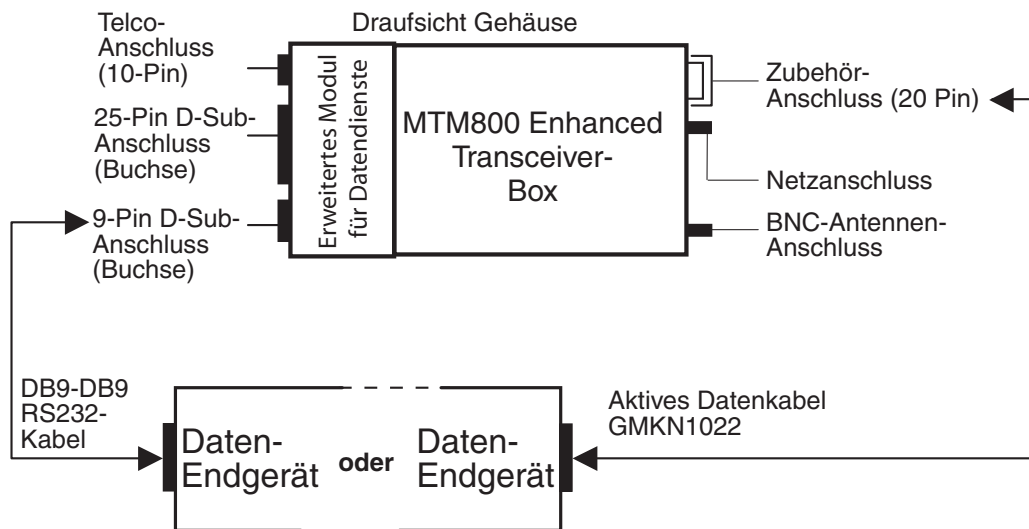 Draufsicht Gehäuse
Telco-
Anschluss
(10-Pin)
25-Pin D-Sub-
Anschluss
(Buchse)
9-Pin D-Sub-
Anschluss
(Buchse)
Erweitertes Modul
für Datendienste
MTM800 Enhanced
Transceiver-
Box
Zubehör-
Anschluss (20 Pin)
Netzanschluss
BNC-Antennen-
Anschluss
DB9-DB9
RS232-
Kabel
Daten-
Endgerät
oder
Daten-
Endgerät
Aktives Datenkabel
GMKN1022